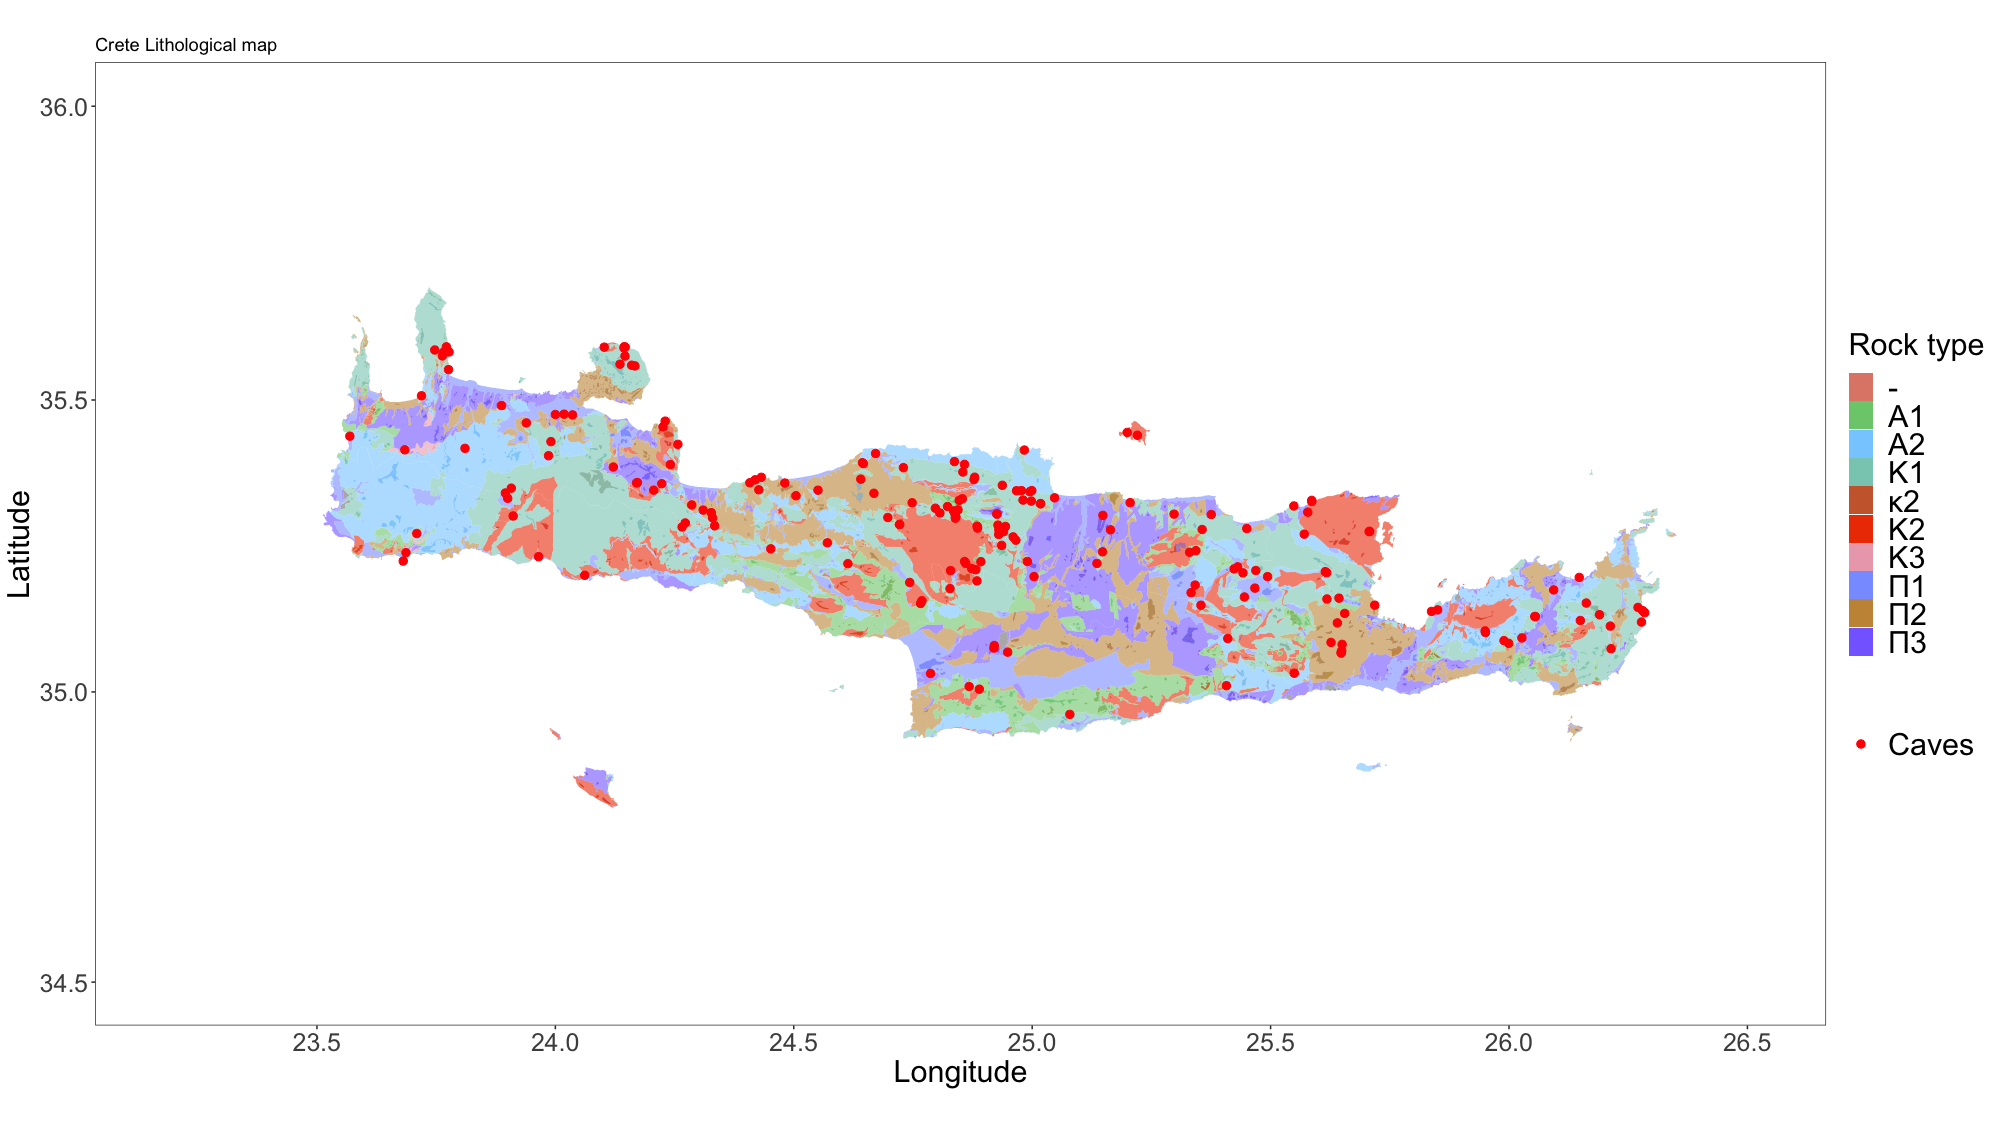 Crete Lithological map
36.0
35.5
35.0
34.5
Latitude
23.5 24.0 24.5 25.0 25.5 26.0 26.5
Longitude
Rock type
-
A1
A2
K1
κ2
K2
K3
Π1
Π2
Π3
Caves